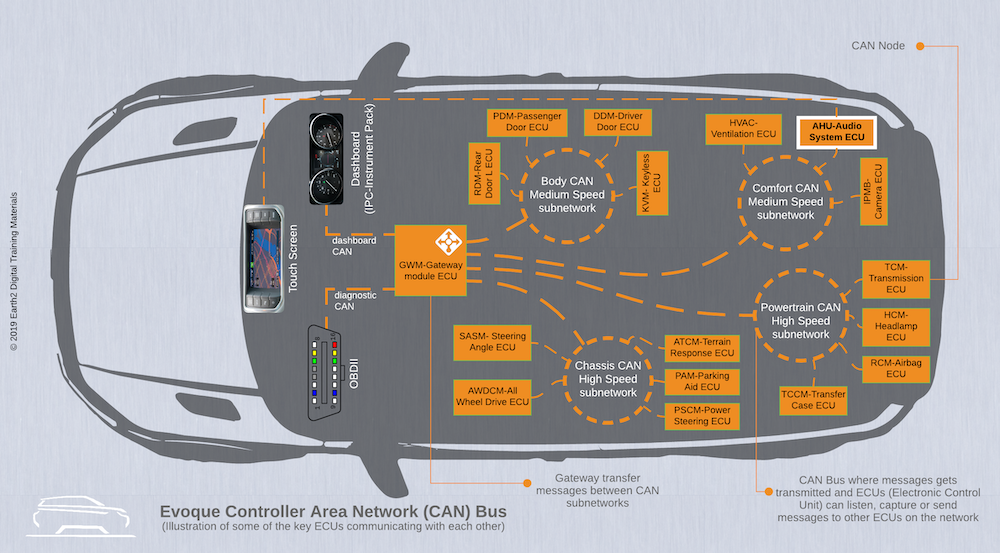 CAN Node
© 2019 Earth2 Digital Training Materials
Dashboard
(IPC-Instrument Pack)
Touch Screen
OBDII
dashboard
CAN
diagnostic
CAN
GWM-Gateway
module ECU
PDM-Passenger
Door ECU
DDM-Driver
Door ECU
RDM-Rear
Door L ECU
KVM- Keyless
ECU
Body CAN
Medium Speed
subnetwork
HVAC-
Ventilation ECU
AHU-Audio
System ECU
IPMB-
Camera ECU
Comfort CAN
Medium Speed
subnetwork
TCM-
Transmission
ECU
HCM-
Headlamp
ECU
RCM-Airbag
ECU
TCCM-Transfer
Case ECU
Powertrain CAN
High Speed
subnetwork
SASM- Steering
Angle ECU
AWDCM-All
Wheel Drive ECU
ATCM-Terrain
Response ECU
PAM-Parking
Aid ECU
PSCM-Power
Steering ECU
Chassis CAN
High Speed
subnetwork
Gateway transfer
messages between CAN
subnetworks
CAN Bus where messages gets
transmitted and ECUs (Electronic Control
Unit) can listen, capture or send
messages to other ECUs on the network
Evoque Controller Area Network (CAN) Bus
(Illustration of some of the key ECUs communicating with each other)